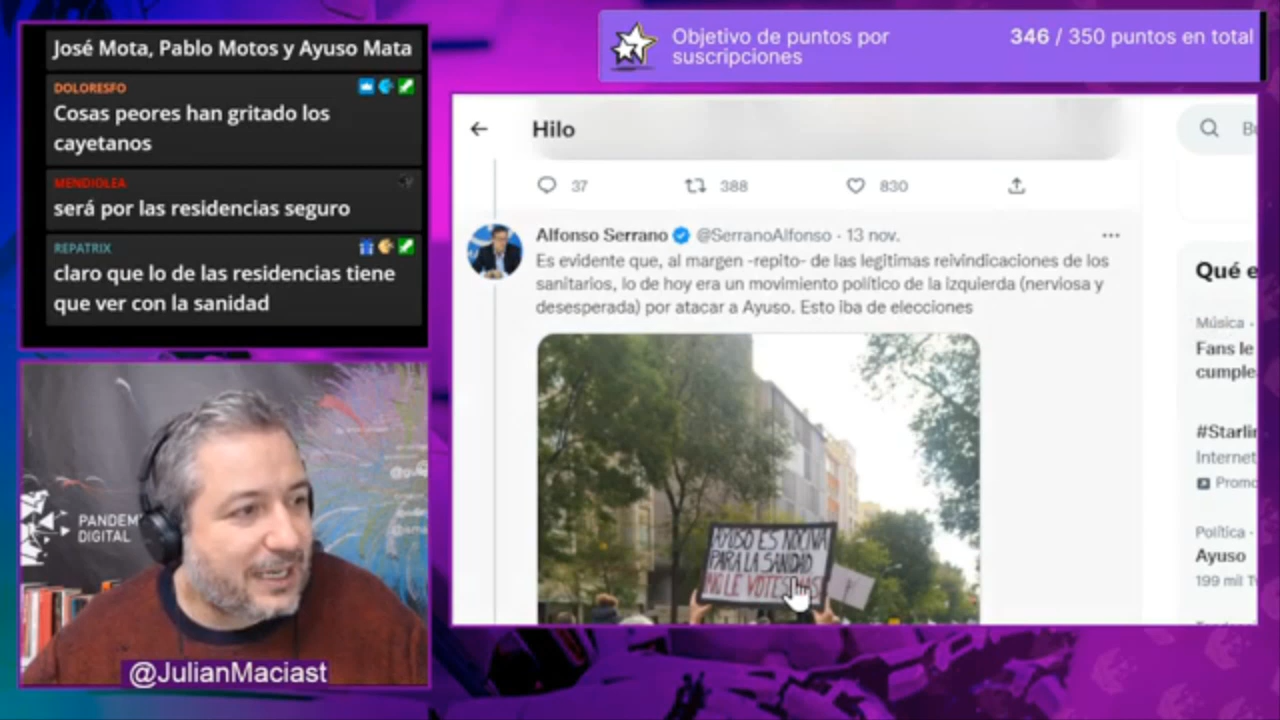 José Mota, Pablo Motos y Ayuso Mata
DOLORESFO
Cosas peores han gritado los
cayetanos
MENDIOLEA
será por las residencias seguro
REPATRIX
claro que lo de las residencias tiene
que ver con la sanidad
Objetivo de puntos por
suscripciones
346 / 350 puntos en total
Hilo
37 388 830
Alfonso Serrano @SerranoAlfonso · 13 nov.
Es evidente que, al margen -repito- de las legitimas reivindicaciones de los
sanitarios, lo de hoy era un movimiento político de la izquierda (nerviosa y
desesperada) por atacar a Ayuso. Esto iba de elecciones
AYUSO ES NOCIVA
PARA LA SANIDAD
NO LE VOTES MAS
Qué e
Música ·
Fans le
cumple
#Starli
Internet
Promo
Política ·
Ayuso
199 mil T
PANDEM
DIGITAL
@JulianMaciast